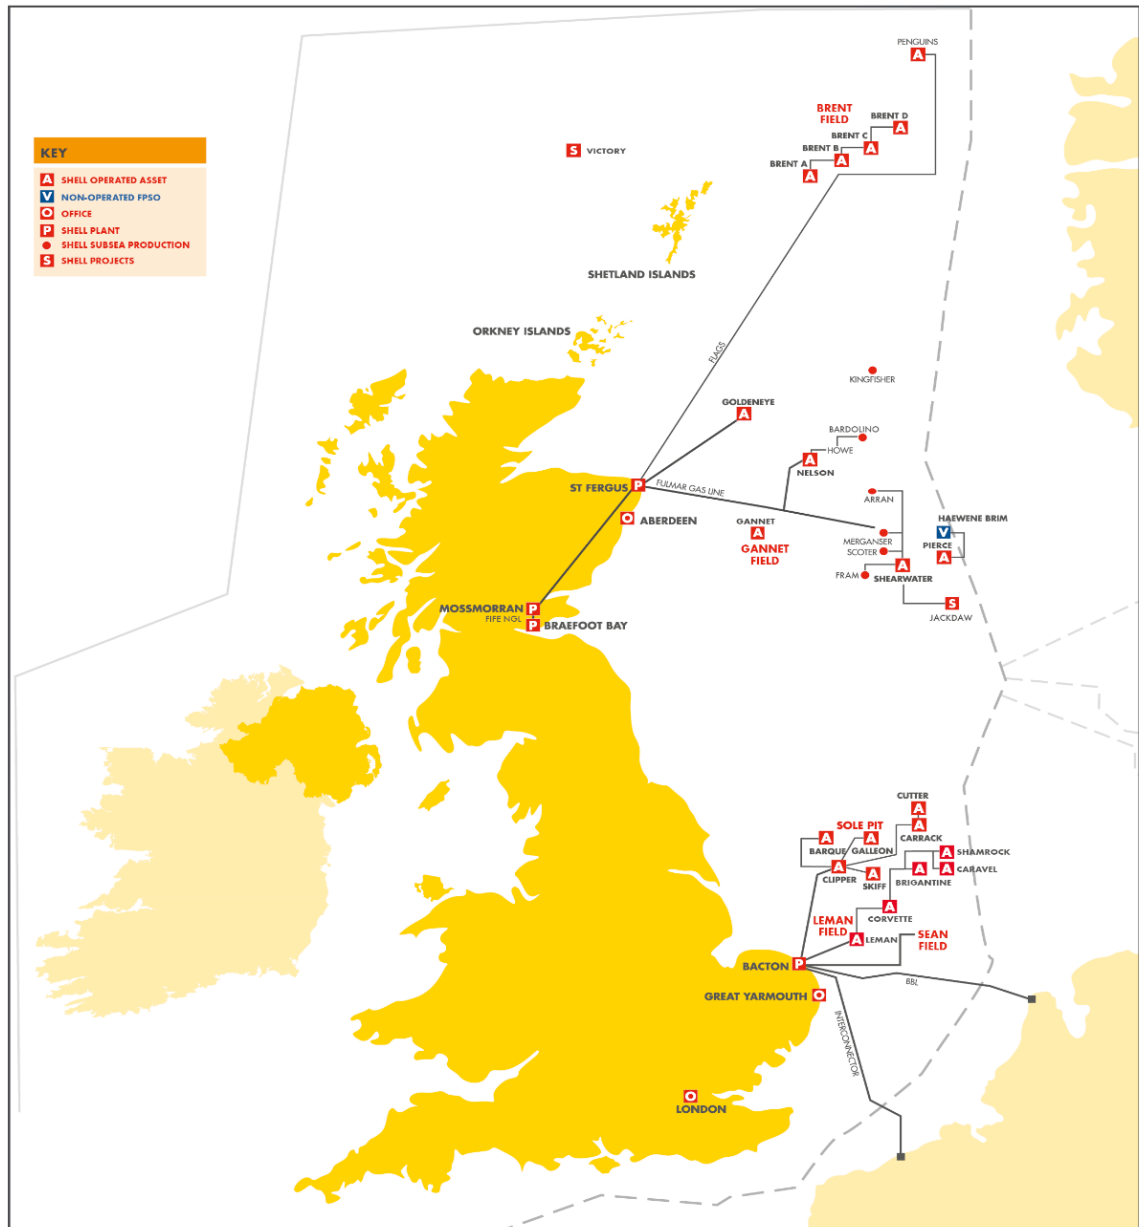 KEY
A SHELL OPERATED ASSET
V NON-OPERATED FPSO
O OFFICE
P SHELL PLANT
SHELL SUBSEA PRODUCTION
S SHELL PROJECTS
PENGUINS
A
BRENT
FIELD
BRENT D
A
BRENT C
A
BRENT B
A
BRENT A
A
S VICTORY
SHETLAND ISLANDS
ORKNEY ISLANDS
FLAGS
KINGFISHER
GOLDENEYE
A
BARDOLINO
HOWE
A
NELSON
ST FERGUS P
FULMAR GAS LINE
ARRAN
O ABERDEEN
GANNET
A
GANNET
FIELD
HAEWENE BRIM
V
PIERCE
A
MERGANSER
SCOTER
FRAM
A
SHEARWATER
S
JACKDAW
MOSSMORRAN P
FIFE NGL
P BRAEFOOT BAY
CUTTER
A
A
CARRACK
SOLE PIT
A
BARQUE
A
GALLEON
A
CLIPPER
A
SKIFF
A SHAMROCK
A CARAVEL
A
BRIGANTINE
A
CORVETTE
LEMAN
FIELD
A LEMAN
SEAN
FIELD
BACTON P
BBL
GREAT YARMOUTH O
INTERCONNECTOR
O
LONDON